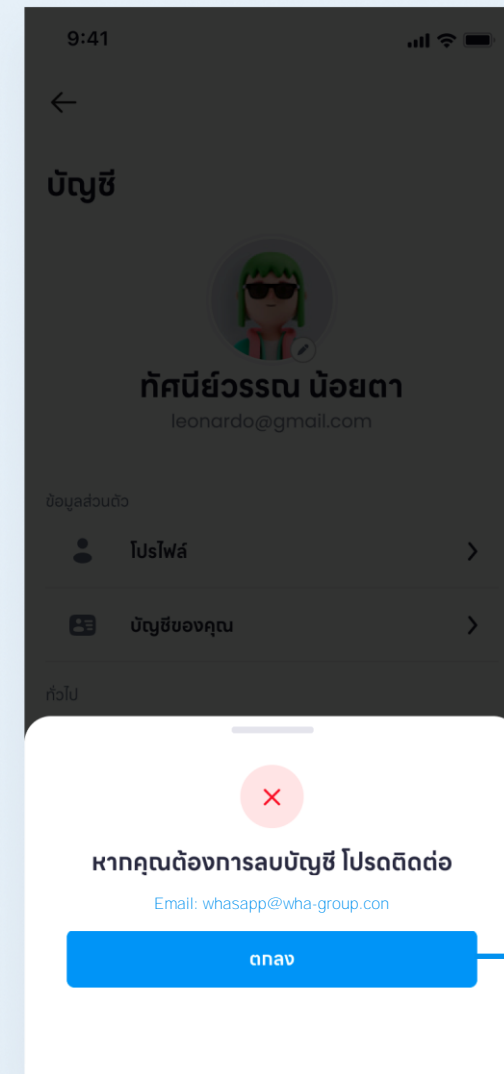 9:41
บัญชี
ทัศนีย์วรรณ น้อยตา
leonardo@gmail.com
ข้อมูลส่วนตัว
โปรไฟล์
บัญชีของคุณ
ทั่วไป
หากคุณต้องการลบบัญชี โปรดติดต่อ
Email: whasapp@wha-group.con
ตกลง